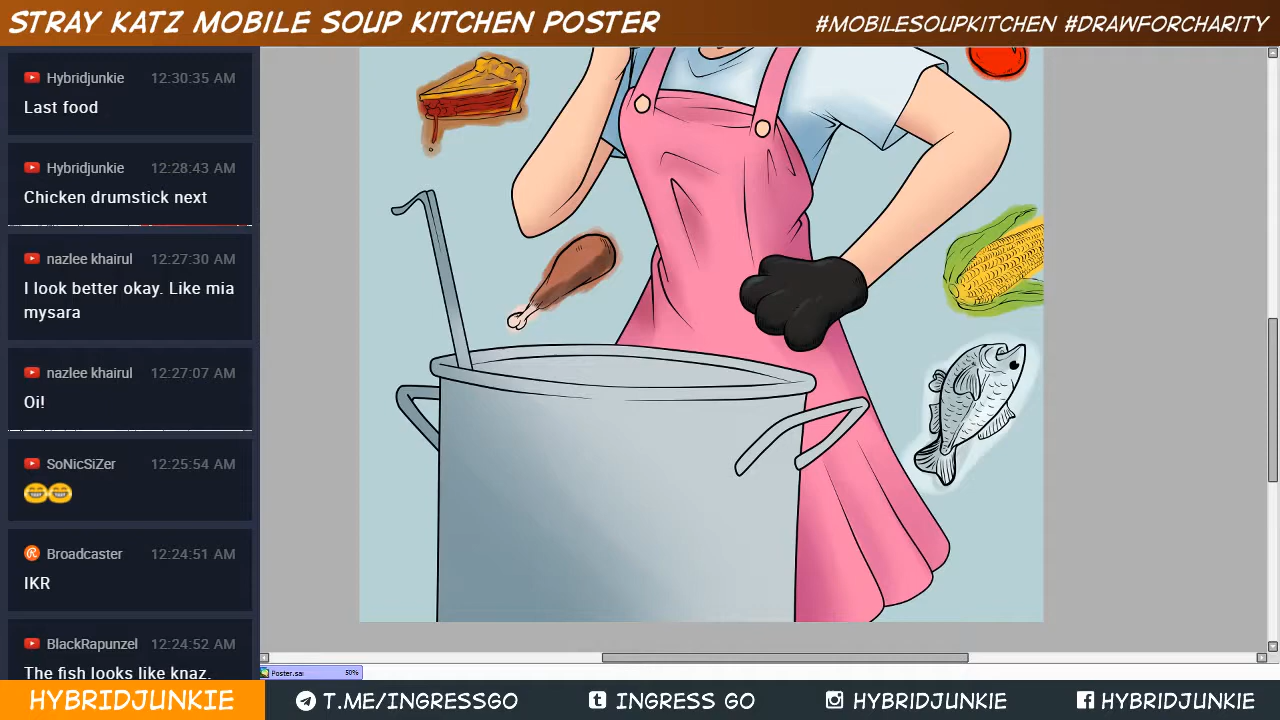 STRAY KATZ MOBILE SOUP KITCHEN POSTER
#MOBILESOUPKITCHEN #DRAWFORCHARITY
Hybridjunkie 12:30:35 AM
Last food
Hybridjunkie 12:28:43 AM
Chicken drumstick next
nazlee khairul 12:27:30 AM
I look better okay. Like mia
mysara
nazlee khairul 12:27:07 AM
Oi!
SoNicSiZer 12:25:54 AM
Broadcaster 12:24:51 AM
IKR
BlackRapunzel 12:24:52 AM
The fish looks like knaz.
Poster.sai 50%
HYBRIDJUNKIE
T.ME/INGRESSGO
INGRESS GO
HYBRIDJUNKIE
HYBRIDJUNKIE